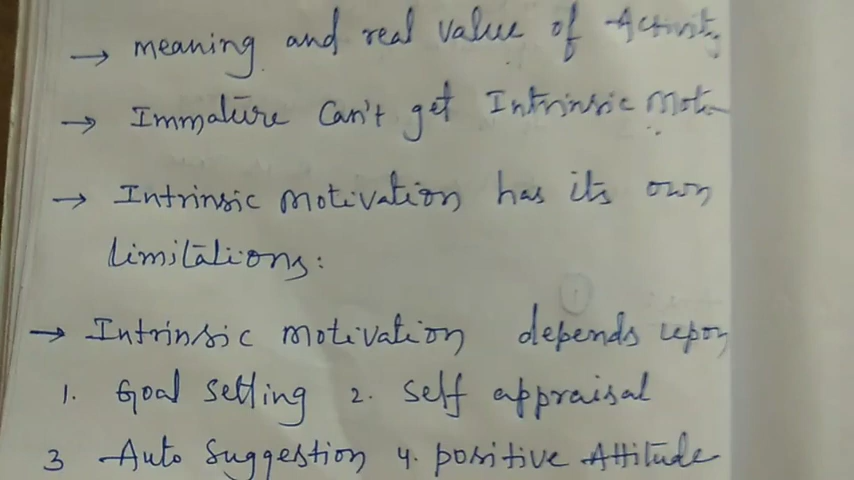 → meaning and real value of Activity
→ Immature Can't get Intrinsic
→ Intrinsic motivation has its own
limitations:
→ Intrinsic motivation depends upon
1. Goal setting 2. Self appraisal
3 Auto Suggestion 4. positive Attitude